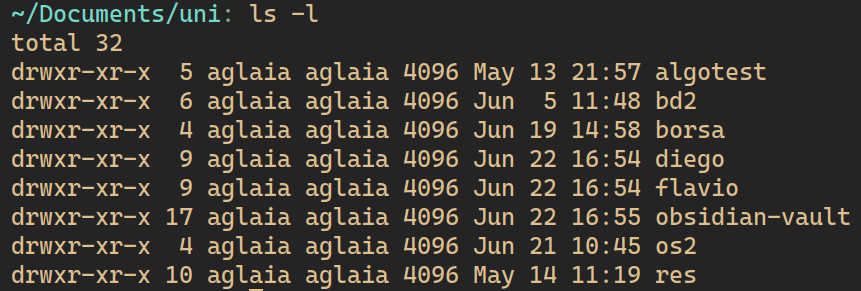 ~/Documents/uni: ls -l
total 32
drwxr-xr-x  5 aglaia aglaia 4096 May 13 21:57 algotest
drwxr-xr-x  6 aglaia aglaia 4096 Jun  5 11:48 bd2
drwxr-xr-x  4 aglaia aglaia 4096 Jun 19 14:58 borsa
drwxr-xr-x  9 aglaia aglaia 4096 Jun 22 16:54 diego
drwxr-xr-x  9 aglaia aglaia 4096 Jun 22 16:54 flavio
drwxr-xr-x 17 aglaia aglaia 4096 Jun 22 16:55 obsidian-vault
drwxr-xr-x  4 aglaia aglaia 4096 Jun 21 10:45 os2
drwxr-xr-x 10 aglaia aglaia 4096 May 14 11:19 res